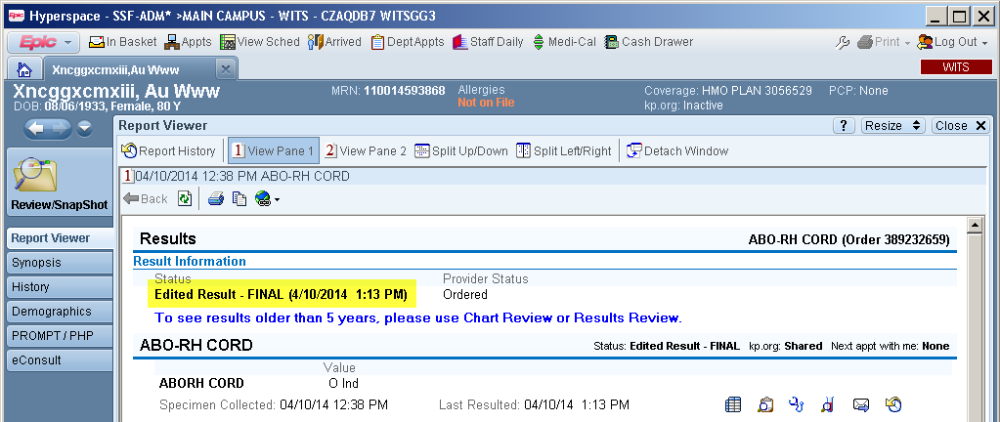 Hyperspace - SSF-ADM* >MAIN CAMPUS - WITS - CZAQDB7 WITSGG3
Epic In Basket Appts View Sched Arrived Dept Appts Staff Daily Medi-Cal Cash Drawer Print Log Out
Xncggxcmxiii,Au Www WITS
Xncggxcmxiii, Au Www MRN: 110014593868 Allergies Coverage: HMO PLAN 3056529 PCP: None
DOB: 08/06/1933, Female, 80 Y Not on File kp.org: Inactive
Report Viewer ? Resize Close X
Report History 1 View Pane 1 2 View Pane 2 Split Up/Down Split Left/Right Detach Window
1 04/10/2014 12:38 PM ABO-RH CORD
Back
Review/SnapShot
Report Viewer
Synopsis
History
Demographics
PROMPT / PHP
eConsult
Results ABO-RH CORD (Order 389232659)
Result Information
Status Provider Status
Edited Result - FINAL (4/10/2014 1:13 PM) Ordered
To see results older than 5 years, please use Chart Review or Results Review.
ABO-RH CORD Status: Edited Result - FINAL kp.org: Shared Next appt with me: None
Value
ABORH CORD O Ind
Specimen Collected: 04/10/14 12:38 PM Last Resulted: 04/10/14 1:13 PM